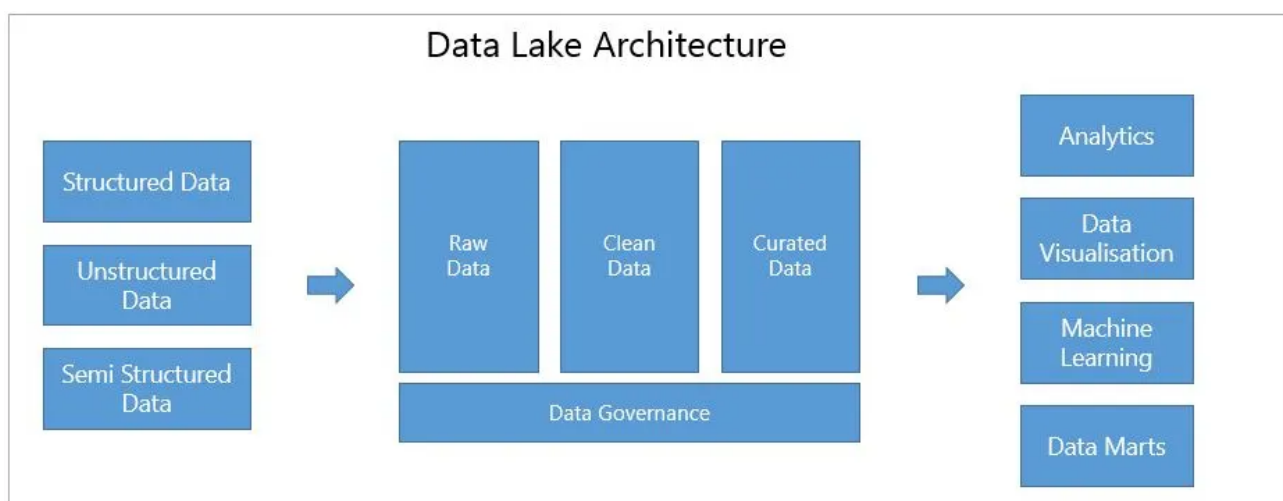 Data Lake Architecture
Structured Data
Unstructured
Data
Semi Structured
Data
Raw
Data
Clean
Data
Curated
Data
Data Governance
Analytics
Data
Visualisation
Machine
Learning
Data Marts